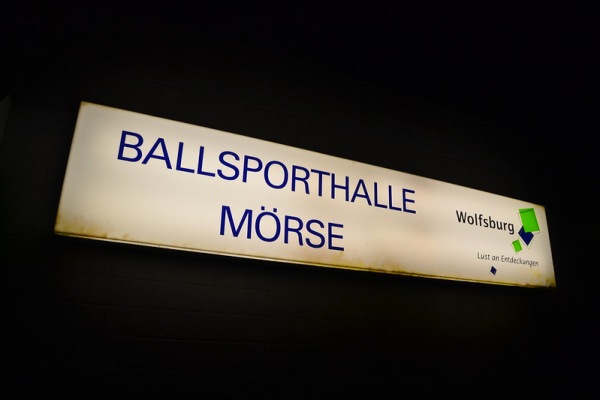 BALLSPORTHALLE
MÖRSE
Wolfsburg
Lust an Entdeckungen